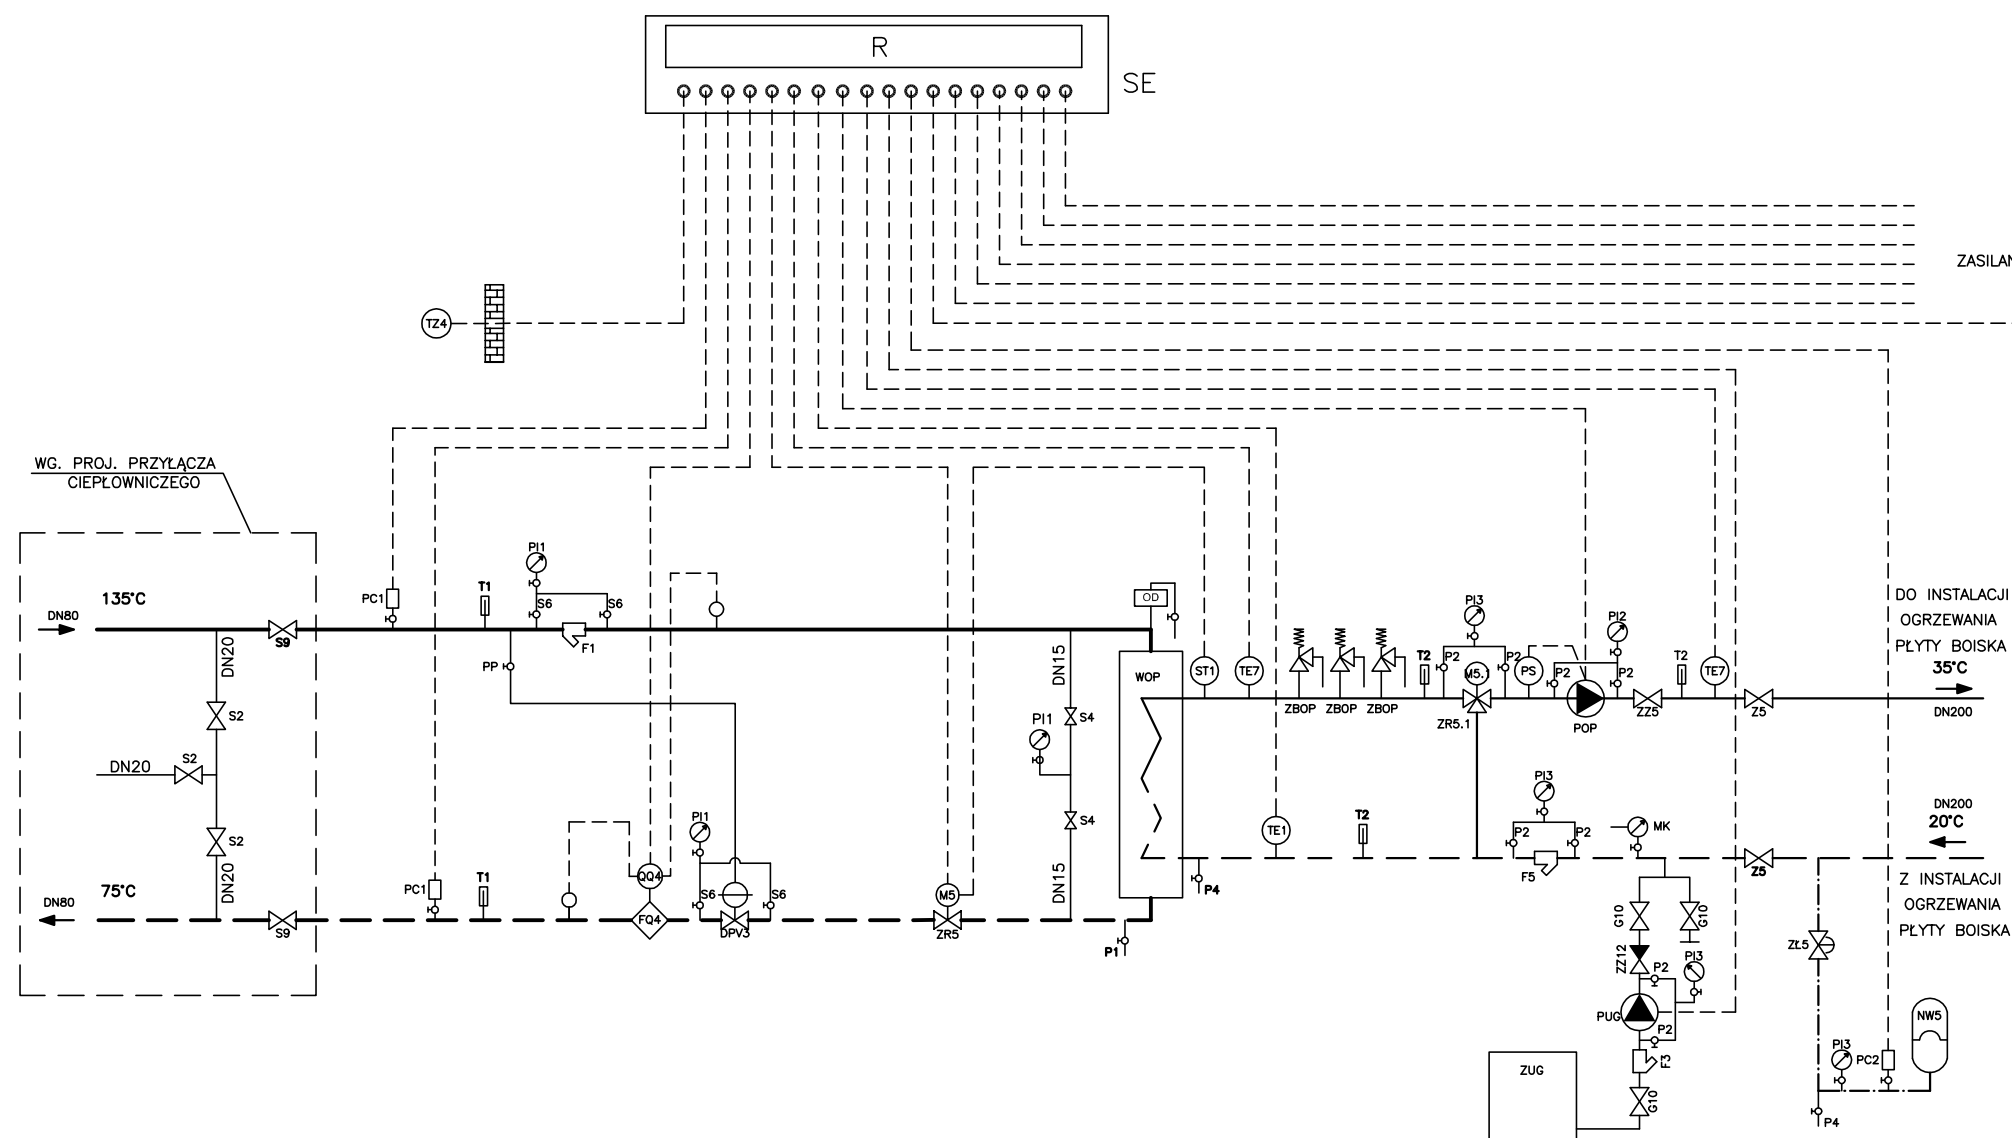 R
SE
ZASILAN
TZ4
WG. PROJ. PRZYŁĄCZA
CIEPŁOWNICZEGO
135°C
DN80
DN20
S9
S2
DN20
S2
S2
DN20
75°C
DN80
S9
PC1
T1
PI1
S6
S6
F1
PP
PC1
T1
QQ4
FQ4
PI1
S6
S6
DPV3
M5
ZR5
DN15
S4
PI1
S4
DN15
P1
OD
WOP
ST1
TE7
ZBOP
ZBOP
ZBOP
T2
PI3
P2
P2
M5.1
ZR5.1
PS
PI2
P2
P2
POP
ZZ5
T2
TE7
Z5
DO INSTALACJI
OGRZEWANIA
PŁYTY BOISKA
35°C
DN200
P4
TE1
T2
PI3
P2
P2
F5
MK
Z5
DN200
20°C
Z INSTALACJI
OGRZEWANIA
PŁYTY BOISKA
G10
G10
ZZ12
P2
PI3
PUG
P2
F3
G10
ZUG
ZŁ5
PI3
PC2
NW5
P4